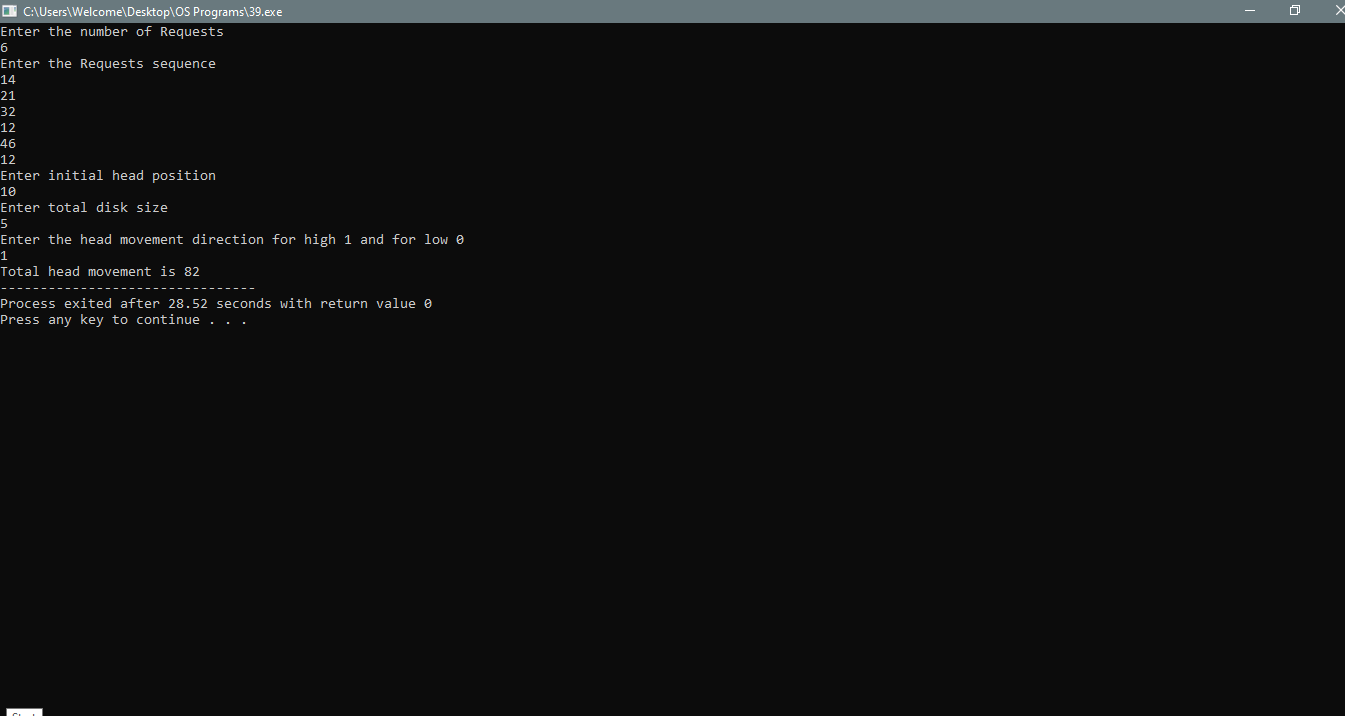 C:\Users\Welcome\Desktop\OS Programs\39.exe
Enter the number of Requests
6
Enter the Requests sequence
14
21
32
12
46
12
Enter initial head position
10
Enter total disk size
5
Enter the head movement direction for high 1 and for low 0
1
Total head movement is 82
--------------------------------
Process exited after 28.52 seconds with return value 0
Press any key to continue . . .